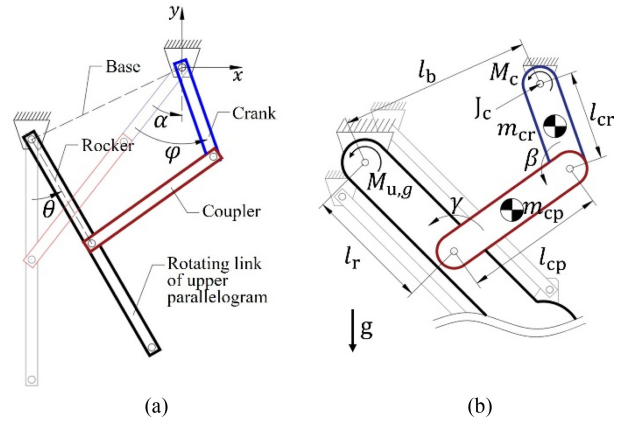 y
x
Base
Rocker
α
φ
Crank
Coupler
θ
Rotating link
of upper
parallelogram
(a)
l_b
M_c
J_c
m_cr
l_cr
β
M_u,g
γ
m_cp
l_r
l_cp
g
(b)